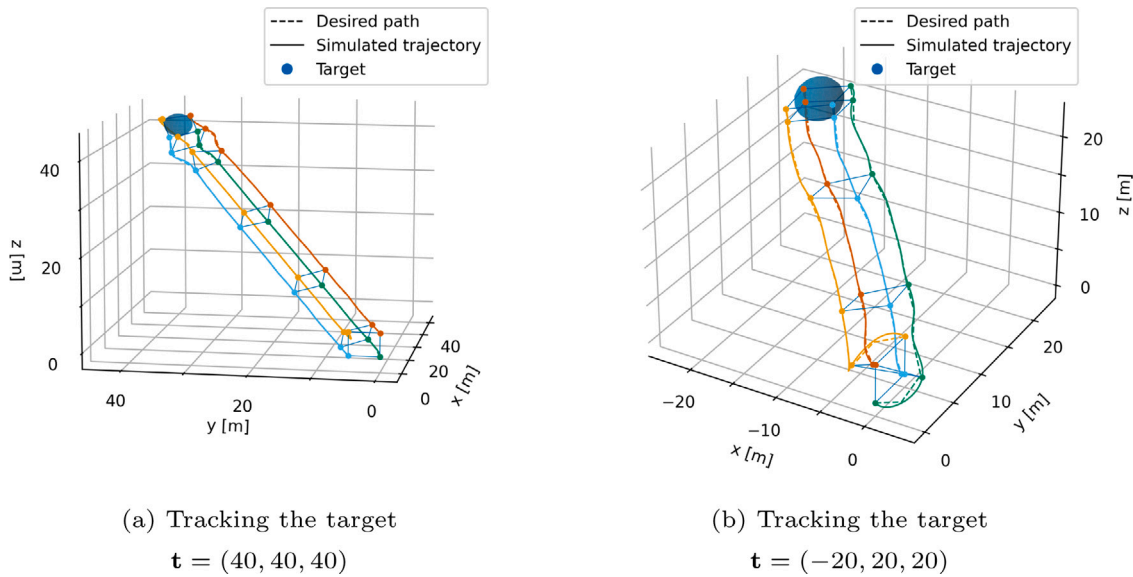 Desired path
Simulated trajectory
Target
40
20
0
z [m]
40
20
0
y [m]
40
20
0
x [m]
Desired path
Simulated trajectory
Target
20
10
0
z [m]
20
10
0
y [m]
−20
−10
0
x [m]
(a) Tracking the target
t = (40, 40, 40)
(b) Tracking the target
t = (−20, 20, 20)